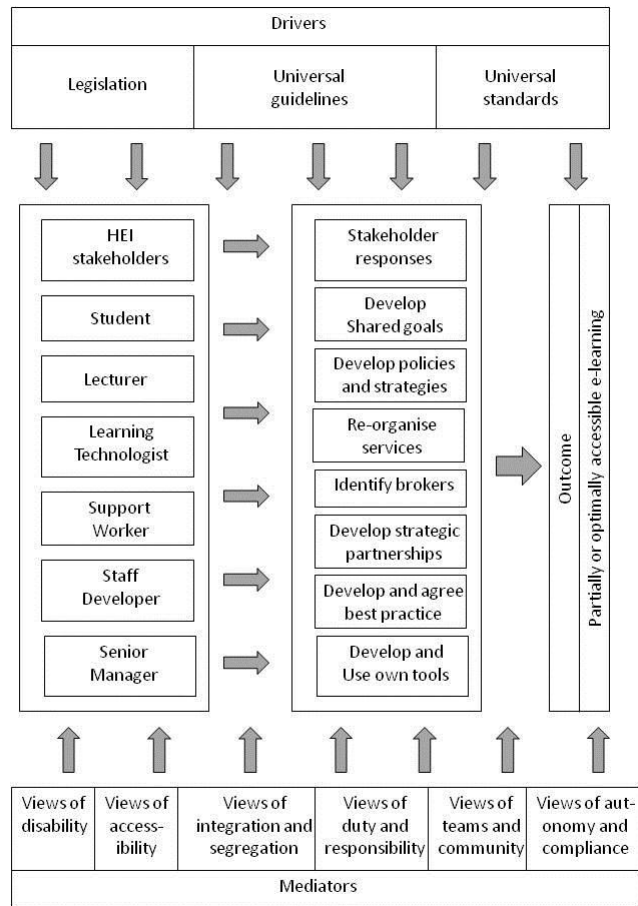 Drivers
Legislation
Universal
guidelines
Universal
standards
HEI
stakeholders
Student
Lecturer
Learning
Technologist
Support
Worker
Staff
Developer
Senior
Manager
Stakeholder
responses
Develop
Shared goals
Develop policies
and strategies
Re-organise
services
Identify brokers
Develop strategic
partnerships
Develop and agree
best practice
Develop and
Use own tools
Outcome
Partially or optimally accessible e-learning
Views of
disability
Views of
access-
ibility
Views of
integration and
segregation
Views of
duty and
responsibility
Views of
teams and
community
Views of aut-
onomy and
compliance
Mediators